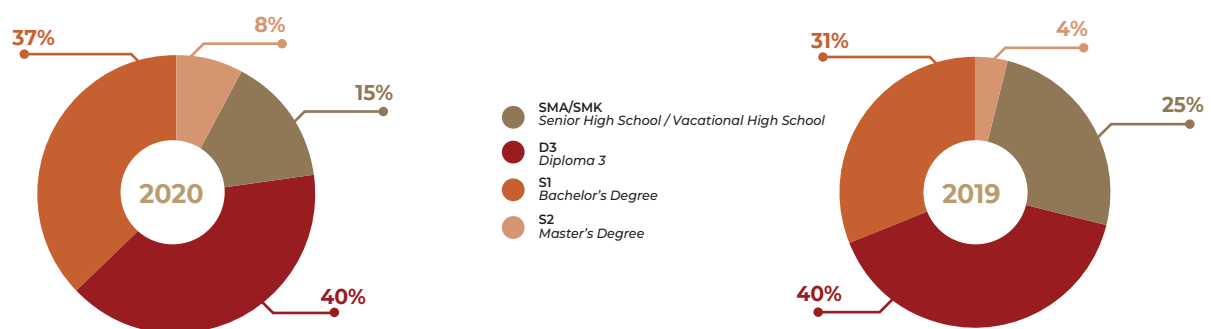 37%
8%
15%
2020
40%
SMA/SMK
Senior High School / Vacational High School
D3
Diploma 3
S1
Bachelor's Degree
S2
Master's Degree
31%
4%
25%
2019
40%